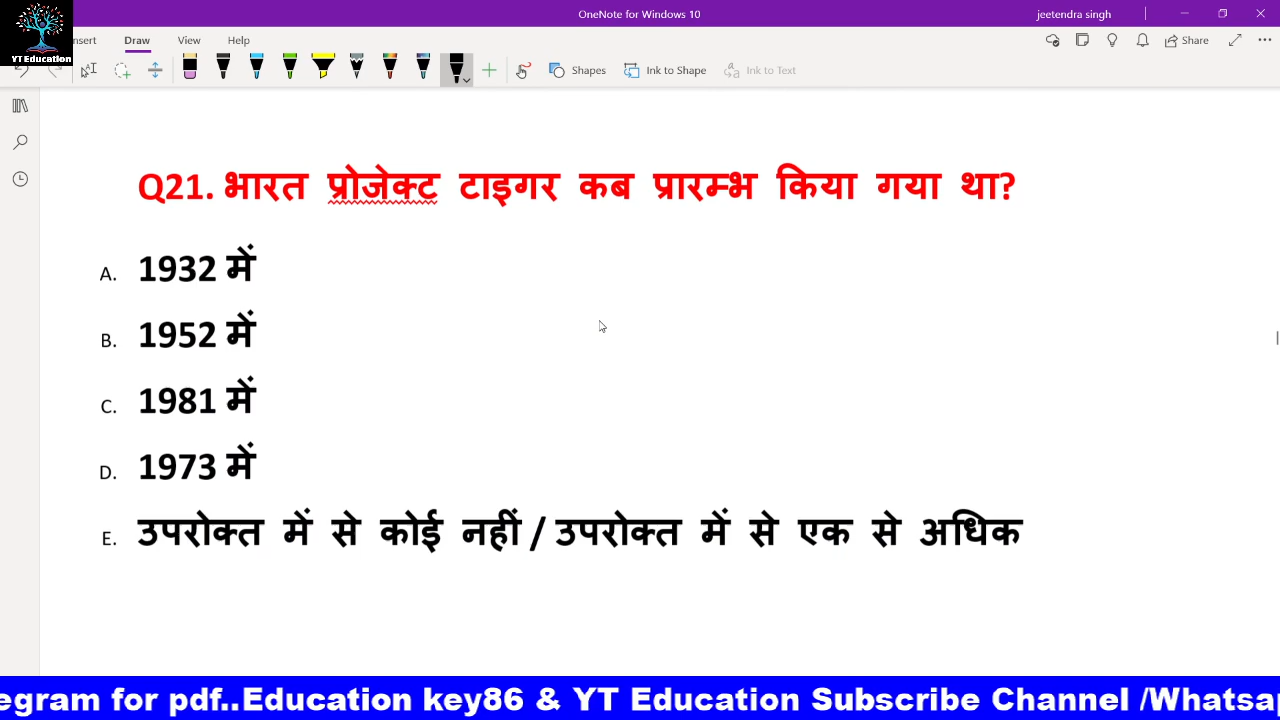 OneNote for Windows 10
jeetendra singh
YT Education
nsert Draw View Help
Share
Shapes Ink to Shape Ink to Text
Q21. भारत प्रोजेक्ट टाइगर कब प्रारम्भ किया गया था?
A. 1932 में
B. 1952 में
C. 1981 में
D. 1973 में
E. उपरोक्त में से कोई नहीं / उपरोक्त में से एक से अधिक
egram for pdf..Education key86 & YT Education Subscribe Channel /Whatsap